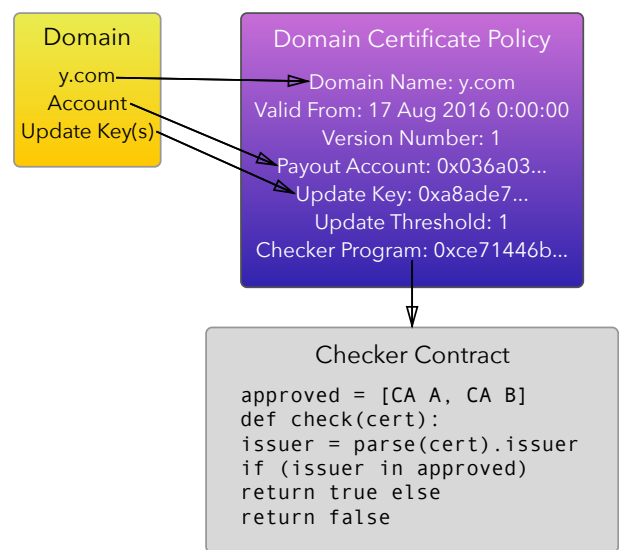 Domain
y.com
Account
Update Key(s)
Domain Certificate Policy
Domain Name: y.com
Valid From: 17 Aug 2016 0:00:00
Version Number: 1
Payout Account: 0x036a03...
Update Key: 0xa8ade7...
Update Threshold: 1
Checker Program: 0xce71446b...
Checker Contract
approved = [CA A, CA B]
def check(cert):
issuer = parse(cert).issuer
if (issuer in approved)
return true else
return false